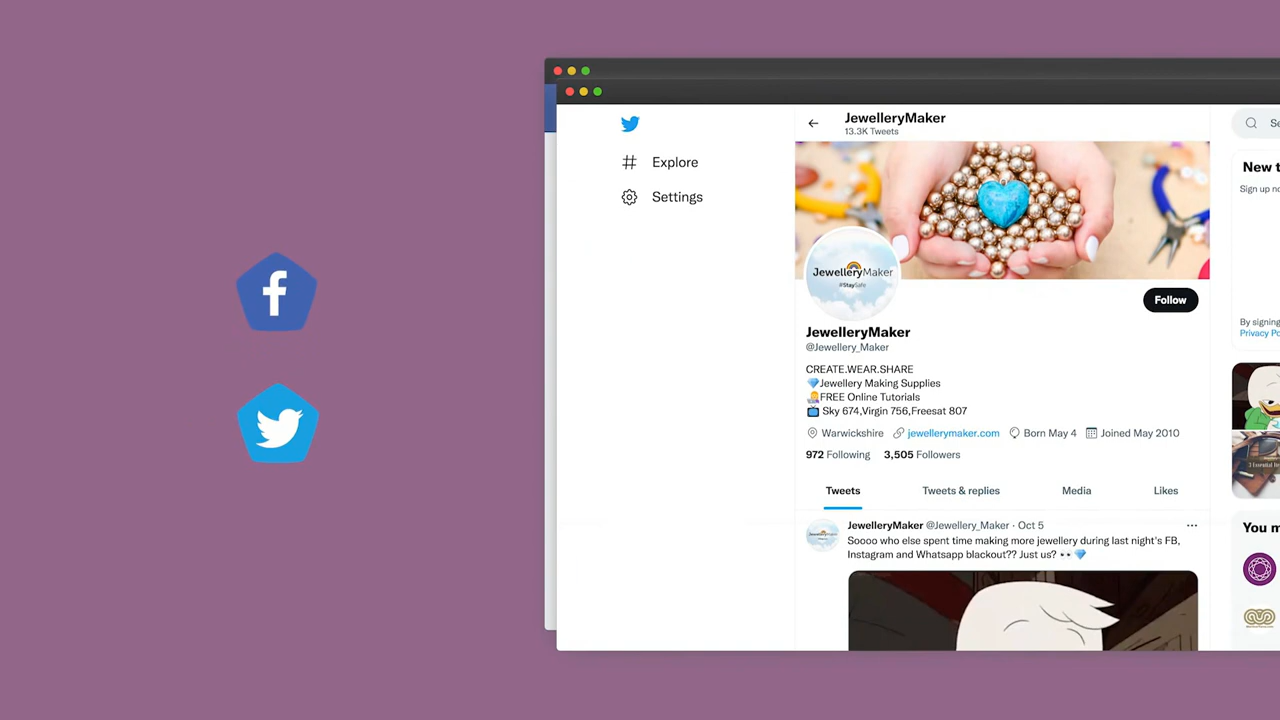 JewelleryMaker
13.3K Tweets
Explore
Settings
JewelleryMaker
#StaySafe
Follow
JewelleryMaker
@Jewellery_Maker
CREATE.WEAR.SHARE
Jewellery Making Supplies
FREE Online Tutorials
Sky 674,Virgin 756,Freesat 807
Warwickshire jewellerymaker.com Born May 4 Joined May 2010
972 Following 3,505 Followers
Tweets Tweets & replies Media Likes
JewelleryMaker @Jewellery_Maker · Oct 5
Soooo who else spent time making more jewellery during last night's FB,
Instagram and Whatsapp blackout?? Just us?
Se
New t
Sign up no
By signing
Privacy Po
You m